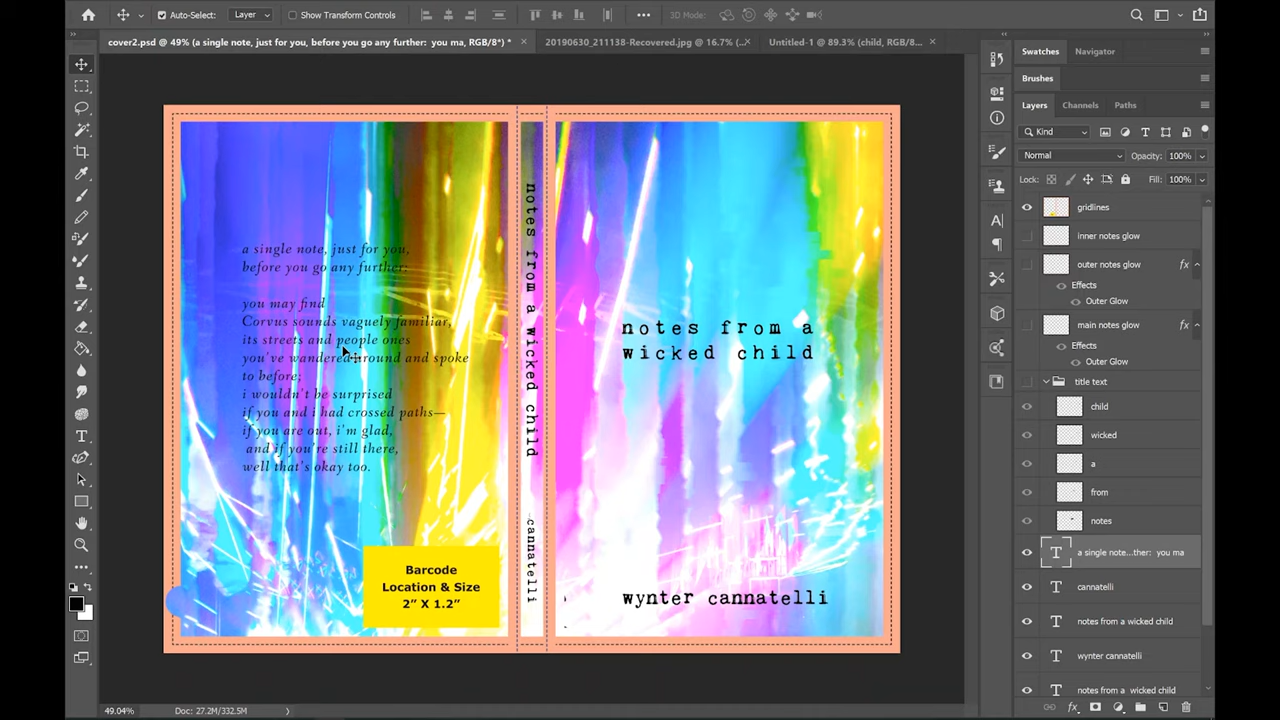 Auto-Select:
Layer
Show Transform Controls
3D Mode:
cover2.psd @ 49% (a single note, just for you, before you go any further:  you ma, RGB/8*) *
20190630_211138-Recovered.jpg @ 16.7% (...
Untitled-1 @ 89.3% (child, RGB/8...
a single note, just for you,
before you go any further:
you may find
Corvus sounds vaguely familiar,
its streets and people ones
you've wandered around and spoke
to before;
i wouldn't be surprised
if you and i had crossed paths—
if you are out, i'm glad,
and if you're still there,
well that's okay too.
Barcode
Location & Size
2” X 1.2”
notes from a wicked child
cannatelli
notes from a
wicked child
wynter cannatelli
Swatches
Navigator
Brushes
Layers
Channels
Paths
Kind
Normal
Opacity: 100%
Lock:
Fill: 100%
gridlines
inner notes glow
outer notes glow
fx
Effects
Outer Glow
main notes glow
fx
Effects
Outer Glow
title text
child
wicked
a
from
notes
a single note...ther:  you ma
cannatelli
notes from a wicked child
wynter cannatelli
notes from a  wicked child
49.04%
Doc: 27.2M/332.5M